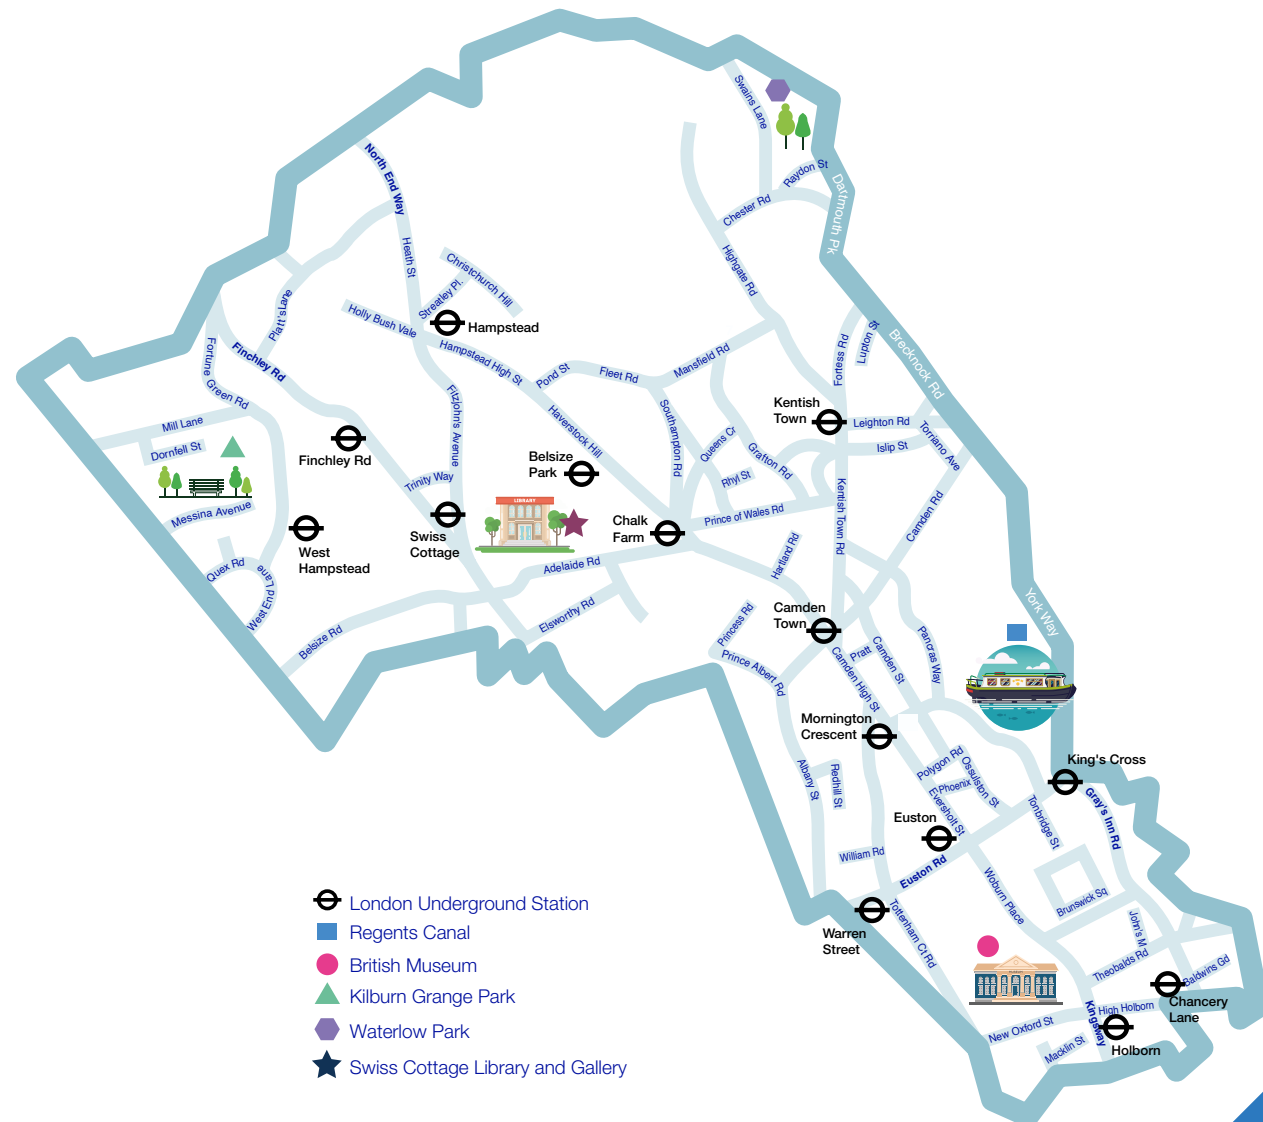 Swains Lane
Raydon St
Dartmouth Pk
Chester Rd
North End Way
Heath St
Christchurch Hill
Streatley Pl.
Highgate Rd
Platt'sLane
Holly Bush Vale
Hampstead
Fortune
Green Rd
Finchley Rd
Hampstead High St
Pond St
Fleet Rd
Mansfield Rd
Fortess Rd
Lupton St
Brecknock Rd
Mill Lane
Dornfell St
Finchley Rd
Fitzjohn's Avenue
Haverstock Hill
Southampton Rd
Queens Cr
Grafton Rd
Rhyl St
Kentish
Town
Leighton Rd
Islip St
Torriano Ave
Belsize
Park
Trinity Way
LIBRARY
Messina Avenue
West
Hampstead
Swiss
Cottage
Chalk
Farm
Prince of Wales Rd
Kentish Town Rd
Camden Rd
Hartland Rd
Quex Rd
West End Lane
Adelaide Rd
Elsworthy Rd
Belsize Rd
York Way
Camden
Town
Princess Rd
Prince Albert Rd
Pratt
Camden St
Camden High St
Pancras Way
Mornington
Crescent
King's Cross
Albany St
Redhill St
Polygon Rd
Phoenix
Ossulston St
Eversholt St
Tonbridge St
Gray's Inn Rd
Euston
William Rd
Euston Rd
Woburn Place
Brunswick Sq
John's M
Warren
Street
Tottenham Ct Rd
Theobalds Rd
Baldwins Gd
Chancery
Lane
High Holborn
New Oxford St
Kingsway
Macklin St
Holborn
London Underground Station
Regents Canal
British Museum
Kilburn Grange Park
Waterlow Park
Swiss Cottage Library and Gallery